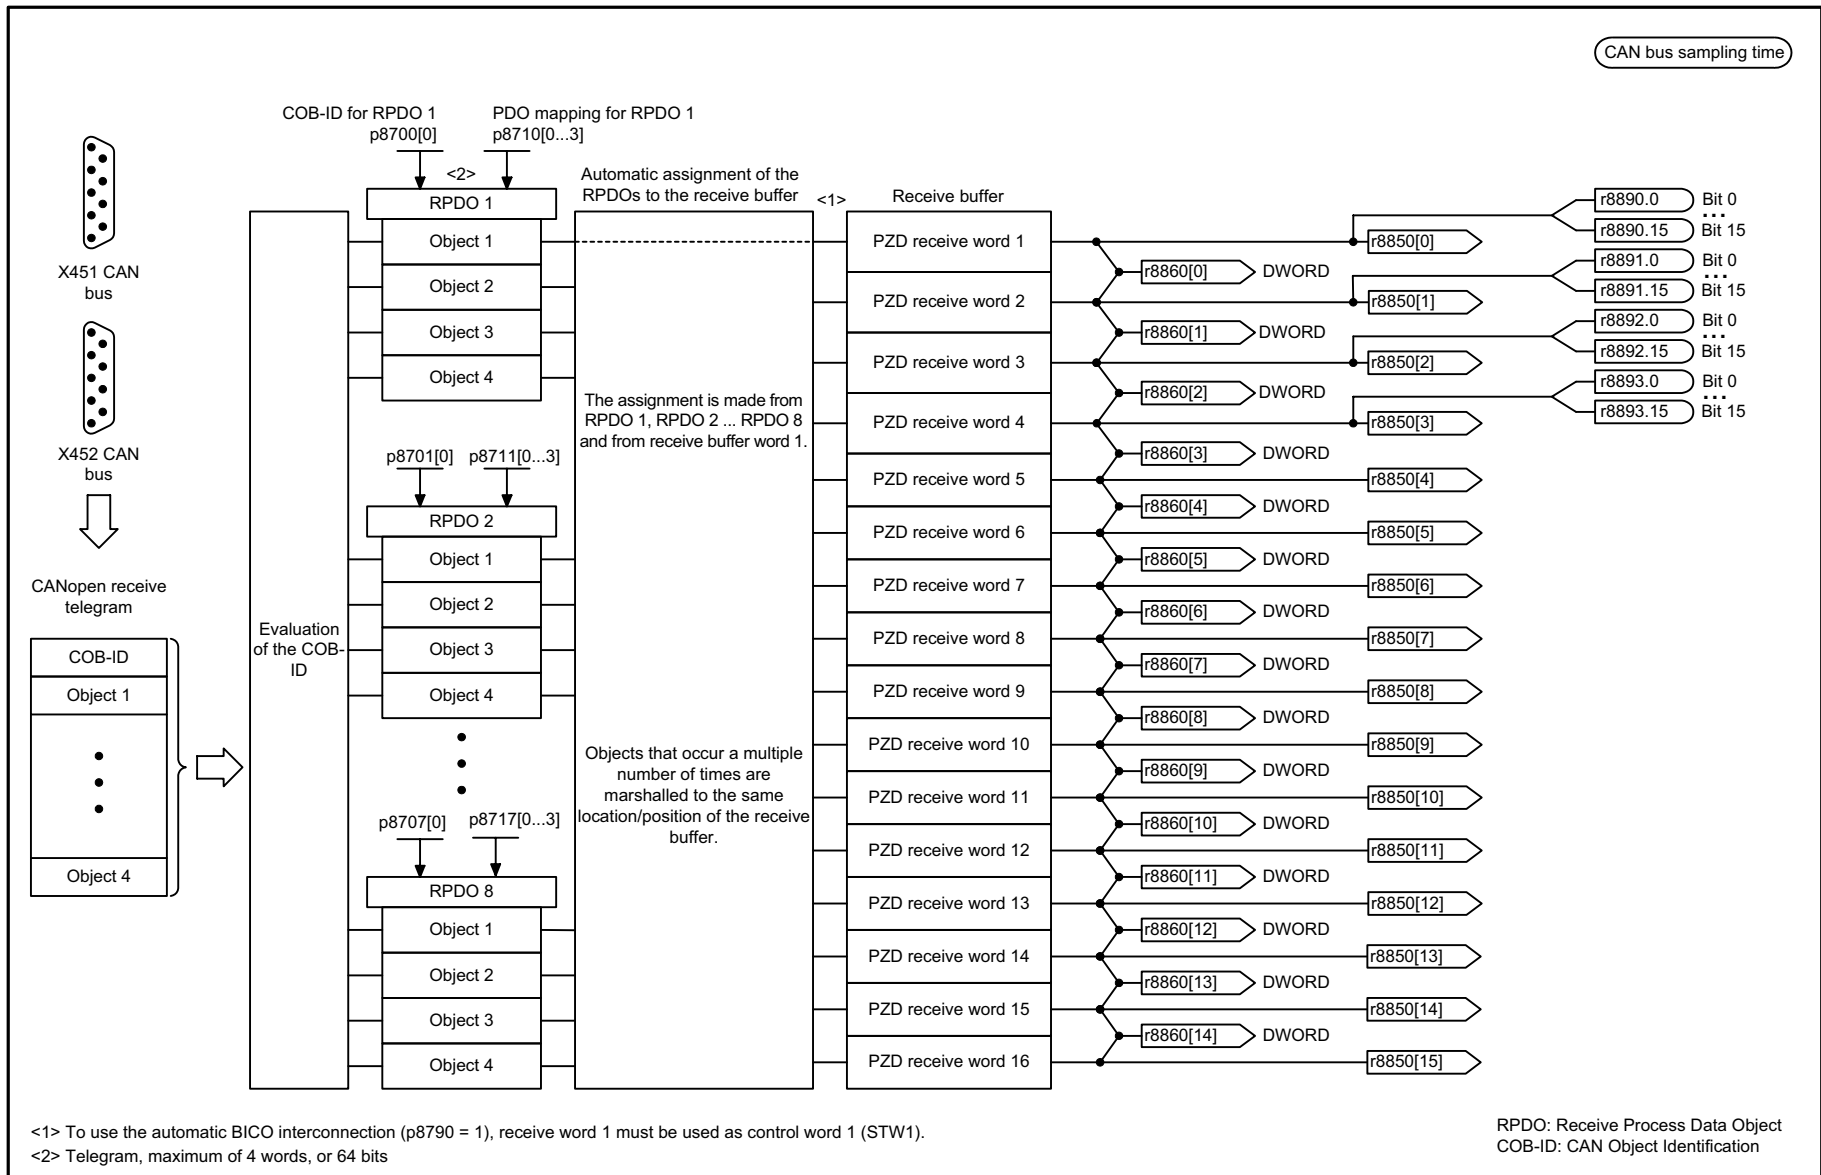 CAN bus sampling time
X451 CAN
bus
X452 CAN
bus
CANopen receive
telegram
COB-ID
Object 1
Object 4
Evaluation
of the COB-
ID
COB-ID for RPDO 1
p8700[0]
PDO mapping for RPDO 1
p8710[0...3]
<2>
RPDO 1
Object 1
Object 2
Object 3
Object 4
p8701[0]
p8711[0...3]
RPDO 2
Object 1
Object 2
Object 3
Object 4
p8707[0]
p8717[0...3]
RPDO 8
Object 1
Object 2
Object 3
Object 4
Automatic assignment of the
RPDOs to the receive buffer
The assignment is made from
RPDO 1, RPDO 2 ... RPDO 8
and from receive buffer word 1.
Objects that occur a multiple
number of times are
marshalled to the same
location/position of the receive
buffer.
<1>
Receive buffer
PZD receive word 1
PZD receive word 2
PZD receive word 3
PZD receive word 4
PZD receive word 5
PZD receive word 6
PZD receive word 7
PZD receive word 8
PZD receive word 9
PZD receive word 10
PZD receive word 11
PZD receive word 12
PZD receive word 13
PZD receive word 14
PZD receive word 15
PZD receive word 16
r8860[0] DWORD
r8860[1] DWORD
r8860[2] DWORD
r8860[3] DWORD
r8860[4] DWORD
r8860[5] DWORD
r8860[6] DWORD
r8860[7] DWORD
r8860[8] DWORD
r8860[9] DWORD
r8860[10] DWORD
r8860[11] DWORD
r8860[12] DWORD
r8860[13] DWORD
r8860[14] DWORD
r8850[0]
r8850[1]
r8850[2]
r8850[3]
r8850[4]
r8850[5]
r8850[6]
r8850[7]
r8850[8]
r8850[9]
r8850[10]
r8850[11]
r8850[12]
r8850[13]
r8850[14]
r8850[15]
r8890.0 Bit 0
...
r8890.15 Bit 15
r8891.0 Bit 0
...
r8891.15 Bit 15
r8892.0 Bit 0
...
r8892.15 Bit 15
r8893.0 Bit 0
...
r8893.15 Bit 15
<1> To use the automatic BICO interconnection (p8790 = 1), receive word 1 must be used as control word 1 (STW1).
<2> Telegram, maximum of 4 words, or 64 bits
RPDO: Receive Process Data Object
COB-ID: CAN Object Identification